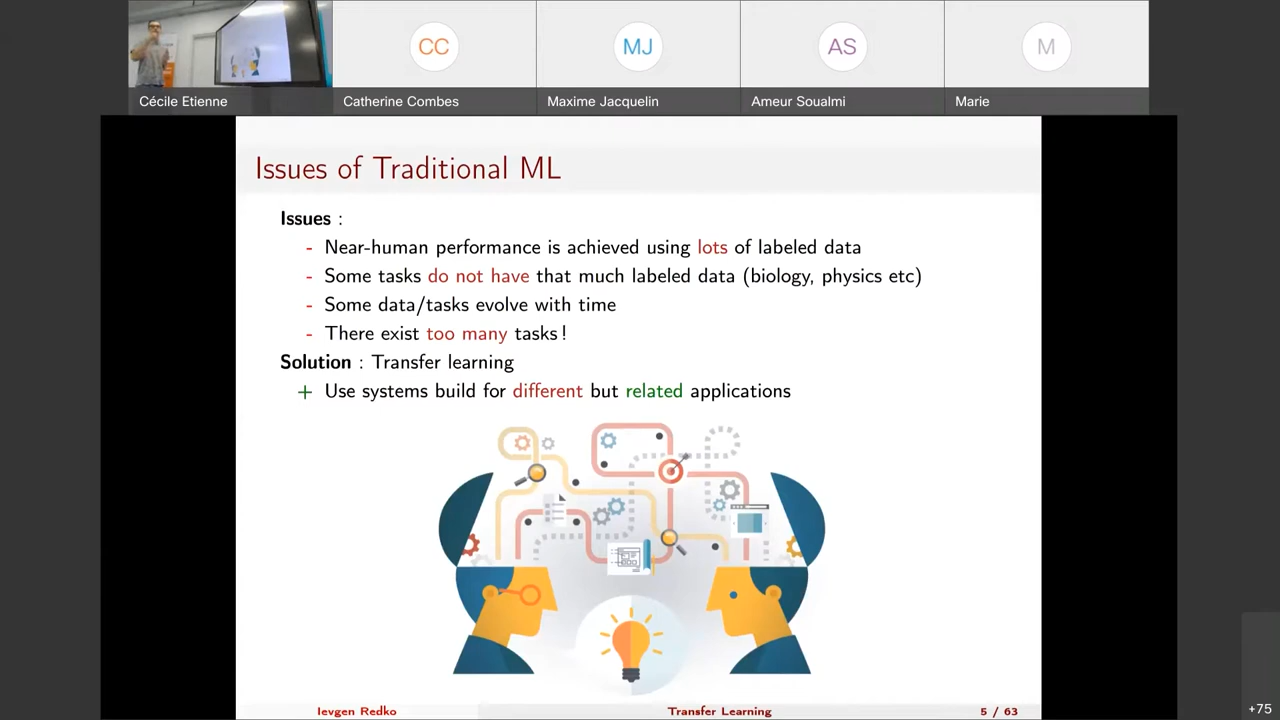 CC
MJ
AS
M
Cécile Etienne
Catherine Combes
Maxime Jacquelin
Ameur Soualmi
Marie
Issues of Traditional ML
Issues :
- Near-human performance is achieved using lots of labeled data
- Some tasks do not have that much labeled data (biology, physics etc)
- Some data/tasks evolve with time
- There exist too many tasks !
Solution : Transfer learning
+ Use systems build for different but related applications
Ievgen Redko
Transfer Learning
5 / 63
+75